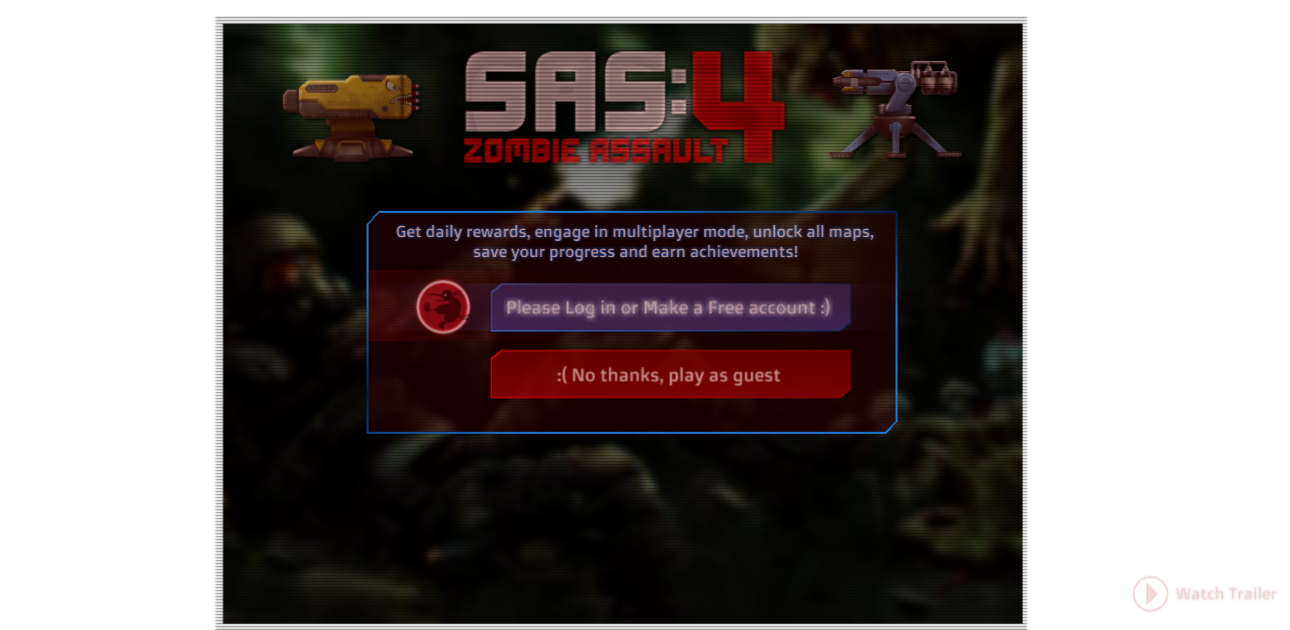 SAS:4
ZOMBIE ASSAULT
Get daily rewards, engage in multiplayer mode, unlock all maps,
save your progress and earn achievements!
Please Log in or Make a Free account :)
:( No thanks, play as guest
Watch Trailer